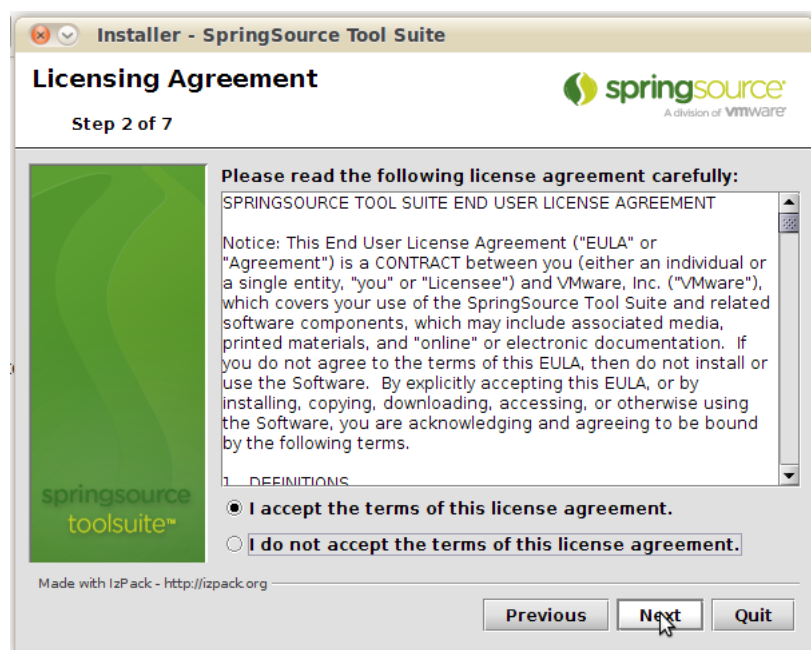 Installer - SpringSource Tool Suite
Licensing Agreement
Step 2 of 7
springsource
A division of vmware
Please read the following license agreement carefully:
SPRINGSOURCE TOOL SUITE END USER LICENSE AGREEMENT
Notice: This End User License Agreement ("EULA" or
"Agreement") is a CONTRACT between you (either an individual or
a single entity, "you" or "Licensee") and VMware, Inc. ("VMware"),
which covers your use of the SpringSource Tool Suite and related
software components, which may include associated media,
printed materials, and "online" or electronic documentation.  If
you do not agree to the terms of this EULA, then do not install or
use the Software.  By explicitly accepting this EULA, or by
installing, copying, downloading, accessing, or otherwise using
the Software, you are acknowledging and agreeing to be bound
by the following terms.
1.  DEFINITIONS
springsource
toolsuite™
I accept the terms of this license agreement.
I do not accept the terms of this license agreement.
Made with IzPack - http://izpack.org
Previous
Next
Quit